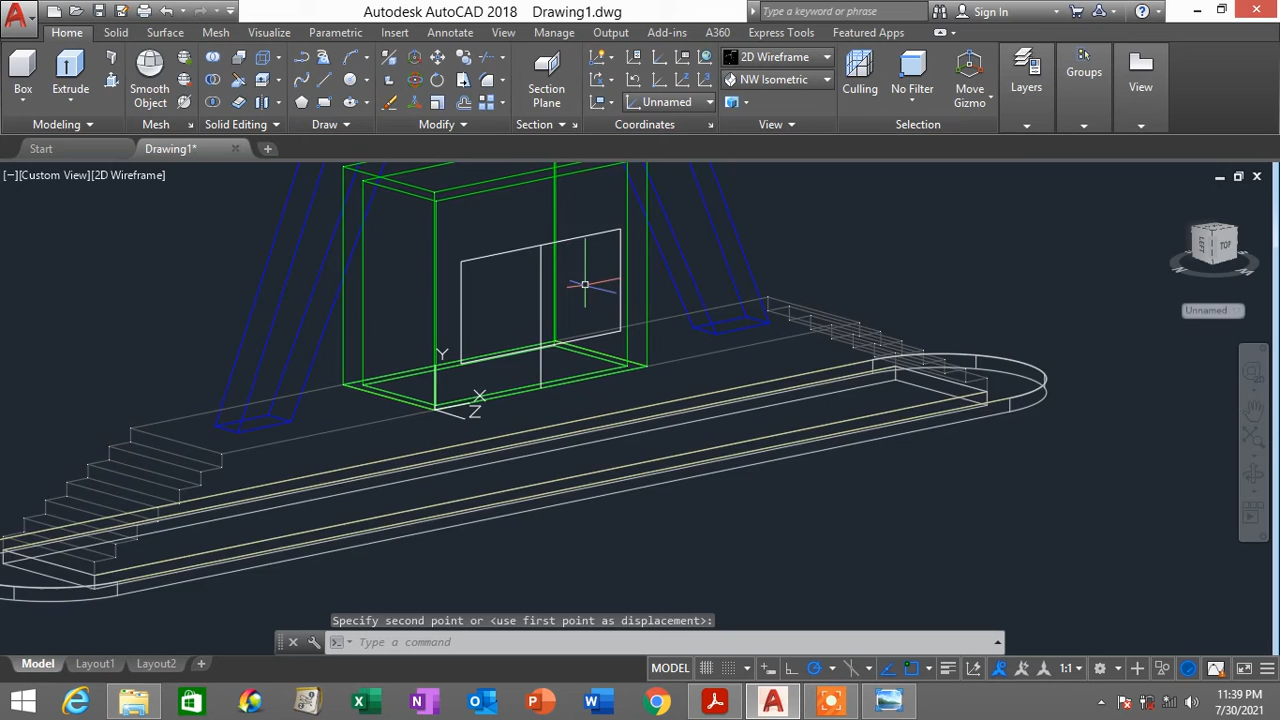 Autodesk AutoCAD 2018 Drawing1.dwg
Type a keyword or phrase
Sign In
Home Solid Surface Mesh Visualize Parametric Insert Annotate View Manage Output Add-ins A360 Express Tools Featured Apps
Box
Extrude
Smooth
Object
Section
Plane
Unnamed
2D Wireframe
NW Isometric
Culling
No Filter
Move
Gizmo
Layers
Groups
View
Modeling
Mesh
Solid Editing
Draw
Modify
Section
Coordinates
View
Selection
Start
Drawing1*
[−][Custom View][2D Wireframe]
LEFT
TOP
Unnamed
Y
X
Z
Specify second point or <use first point as displacement>:
Type a command
Model Layout1 Layout2
MODEL
1:1
11:39 PM
7/30/2021